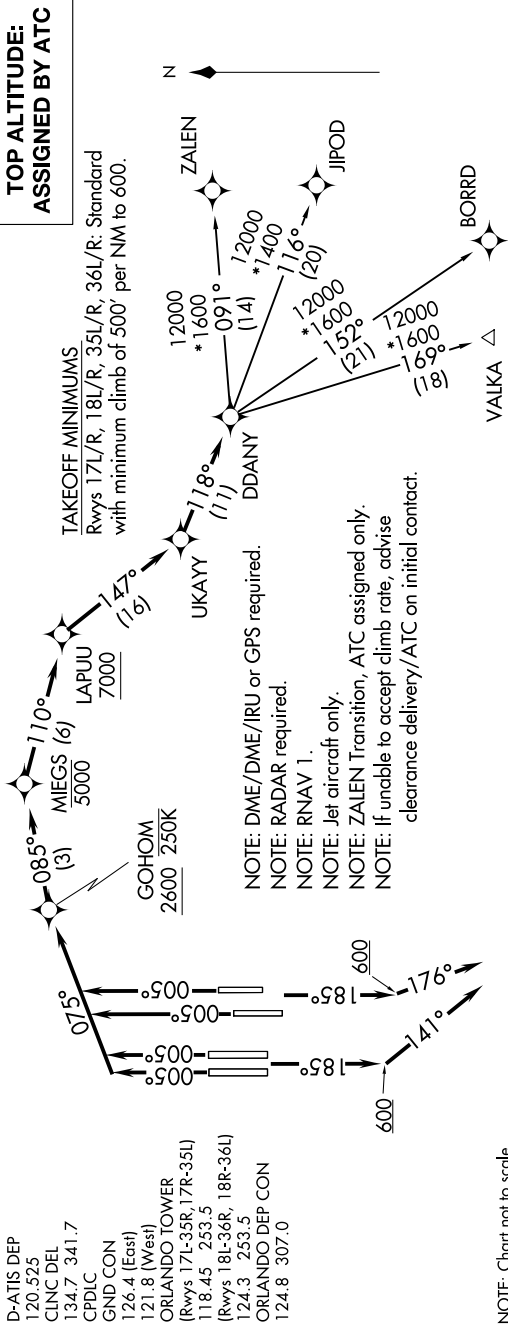 TOP ALTITUDE:
ASSIGNED BY ATC
D-ATIS DEP
120.525
CLNC DEL
134.7 341.7
CPDLC
GND CON
126.4 (East)
121.8 (West)
ORLANDO TOWER
(Rwys 17L-35R,17R-35L)
118.45 253.5
(Rwys 18L-36R, 18R-36L)
124.3 253.5
ORLANDO DEP CON
124.8 307.0
TAKEOFF MINIMUMS
Rwys 17L/R, 18L/R, 35L/R, 36L/R: Standard
with minimum climb of 500' per NM to 600.
N
075°
005°
005°
005°
005°
185°
185°
600
600
141°
176°
GOHOM
2600 250K
085°
(3)
MIEGS
5000
110°
(6)
LAPUU
7000
147°
(16)
UKAYY
118°
(11)
DDANY
12000
*1600
091°
(14)
ZALEN
12000
*1400
116°
(20)
JIPOD
12000
*1600
152°
(21)
BORRD
12000
*1600
169°
(18)
VALKA
NOTE: DME/DME/IRU or GPS required.
NOTE: RADAR required.
NOTE: RNAV 1.
NOTE: Jet aircraft only.
NOTE: ZALEN Transition, ATC assigned only.
NOTE: If unable to accept climb rate, advise
clearance delivery/ATC on initial contact.
NOTE: Chart not to scale